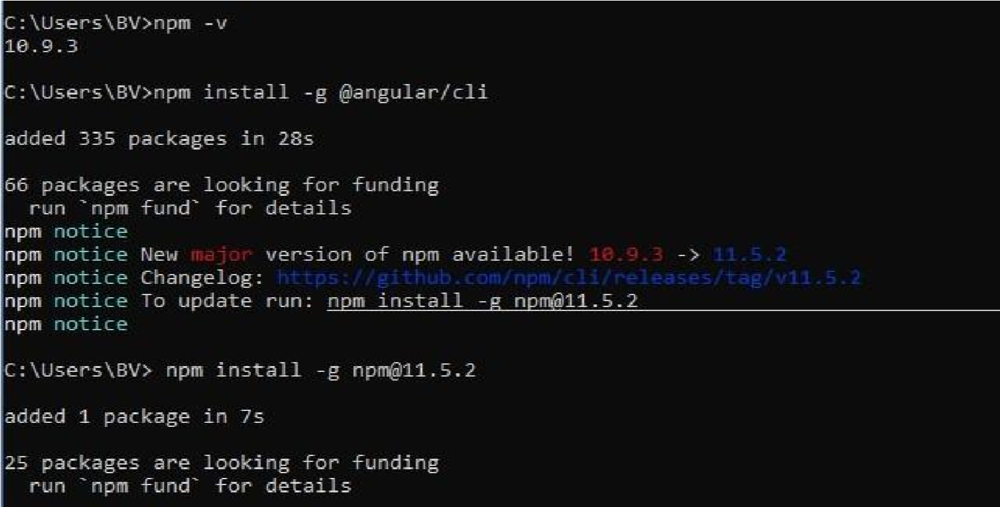 C:\Users\BV>npm -v
10.9.3
C:\Users\BV>npm install -g @angular/cli
added 335 packages in 28s
66 packages are looking for funding
  run `npm fund` for details
npm notice
npm notice New major version of npm available! 10.9.3 -> 11.5.2
npm notice Changelog: https://github.com/npm/cli/releases/tag/v11.5.2
npm notice To update run: npm install -g npm@11.5.2
npm notice
C:\Users\BV> npm install -g npm@11.5.2
added 1 package in 7s
25 packages are looking for funding
  run `npm fund` for details